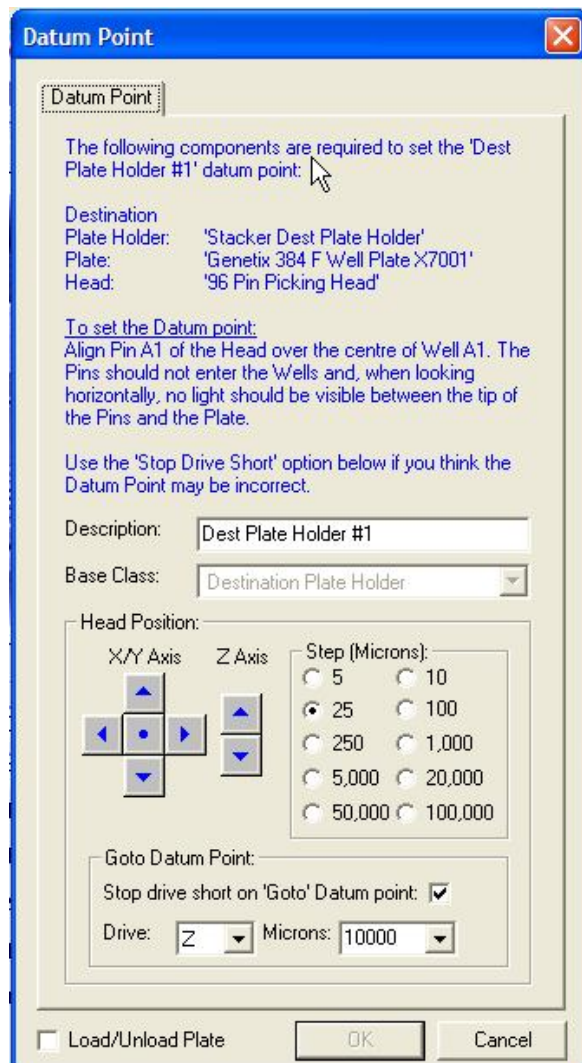 Datum Point
Datum Point
The following components are required to set the 'Dest
Plate Holder #1' datum point:
Destination
Plate Holder: 'Stacker Dest Plate Holder'
Plate: 'Genetix 384 F Well Plate X7001'
Head: '96 Pin Picking Head'
To set the Datum point:
Align Pin A1 of the Head over the centre of Well A1. The
Pins should not enter the Wells and, when looking
horizontally, no light should be visible between the tip of
the Pins and the Plate.
Use the 'Stop Drive Short' option below if you think the
Datum Point may be incorrect.
Description: Dest Plate Holder #1
Base Class: Destination Plate Holder
Head Position:
X/Y Axis Z Axis Step (Microns):
5 10
25 100
250 1,000
5,000 20,000
50,000 100,000
Goto Datum Point:
Stop drive short on 'Goto' Datum point:
Drive: Z Microns: 10000
Load/Unload Plate OK Cancel